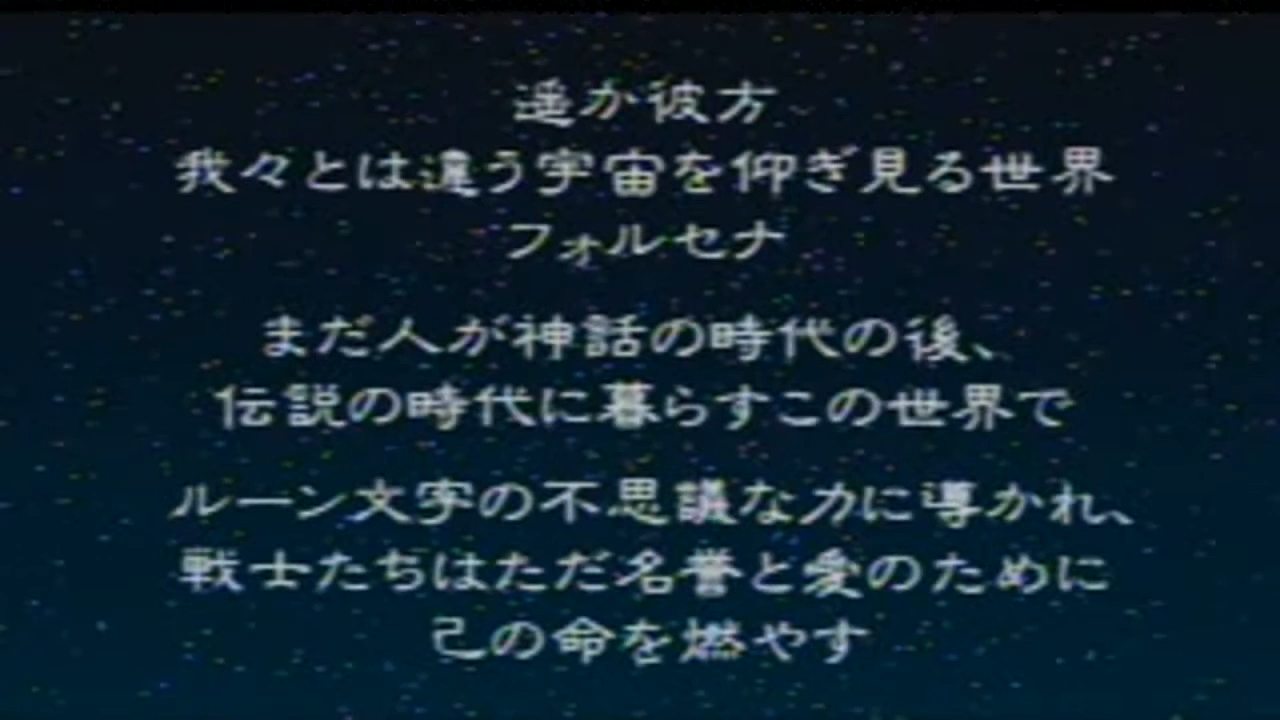 遥か彼方
我々とは違う宇宙を仰ぎ見る世界
フォルセナ
まだ人が神話の時代の後、
伝説の時代に暮らすこの世界で
ルーン文字の不思議な力に導かれ、
戦士たちはただ名誉と愛のために
己の命を燃やす